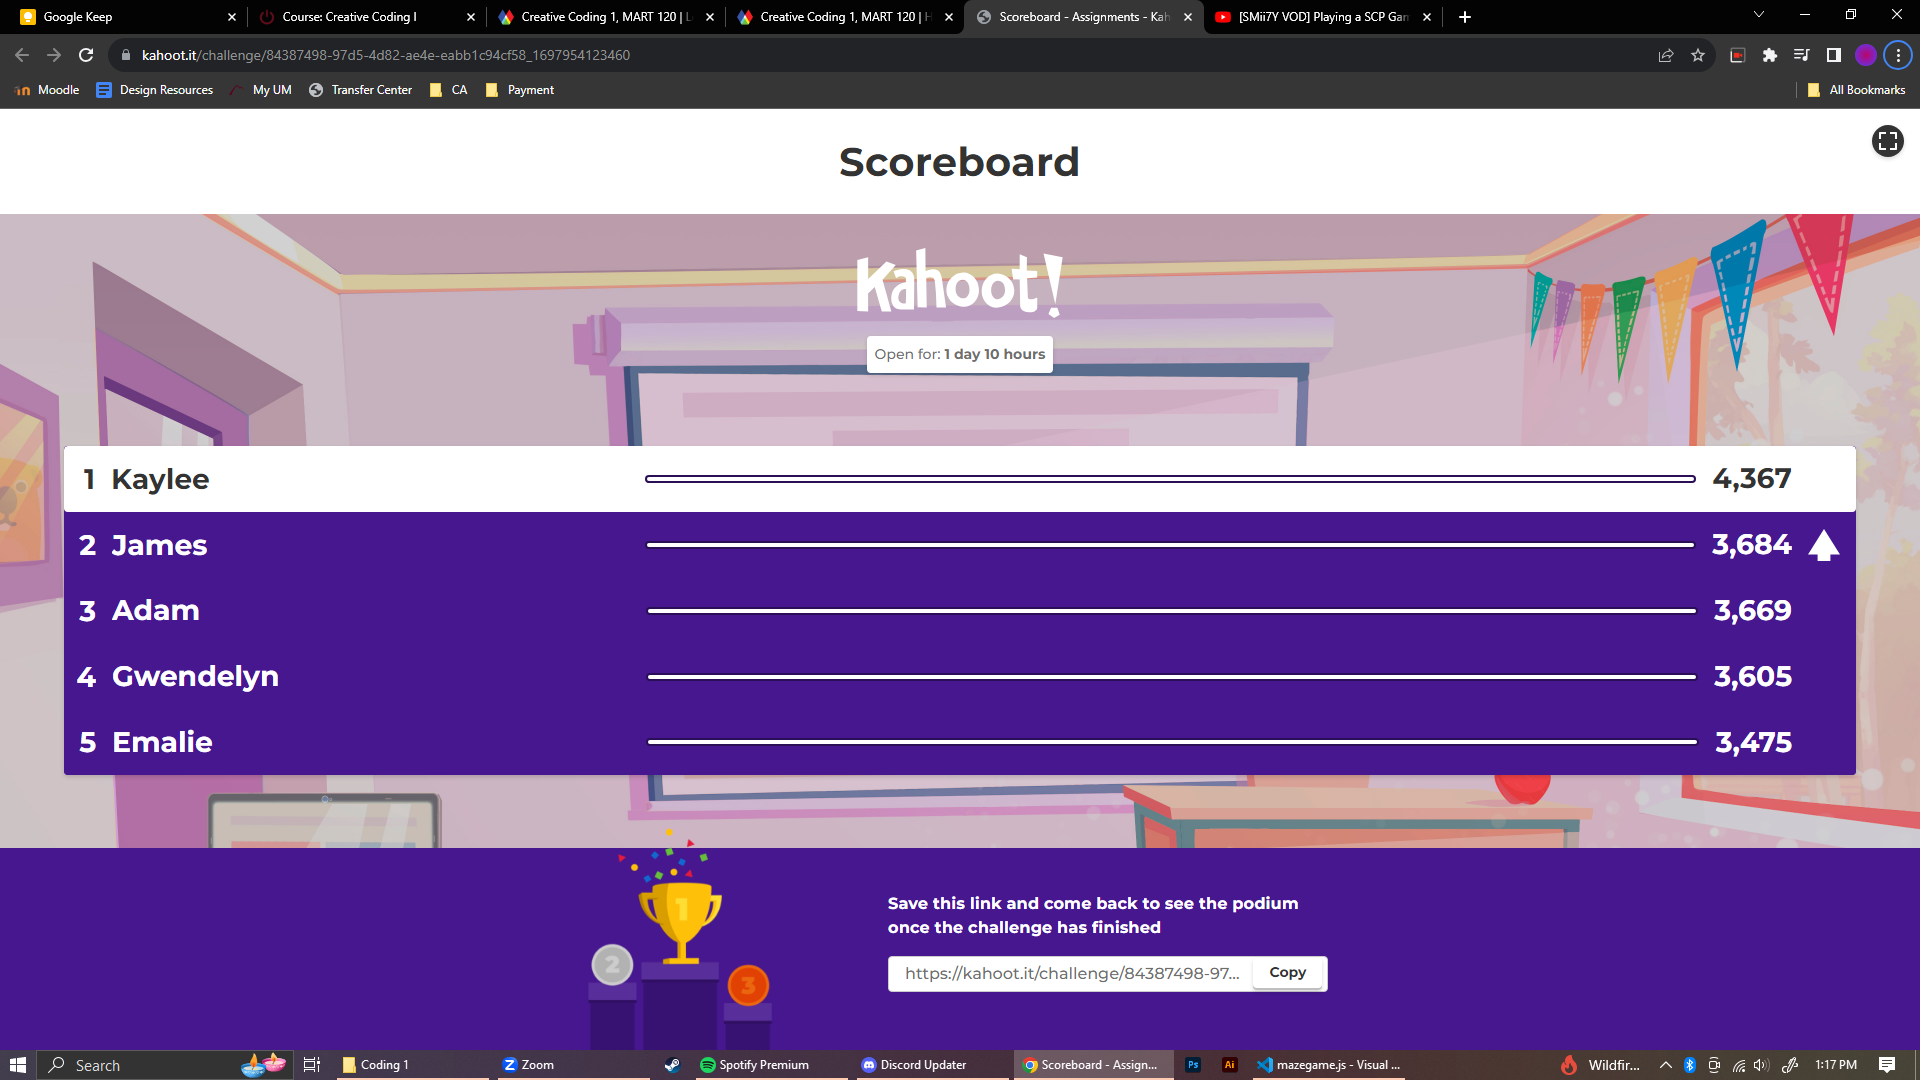 Google Keep
Course: Creative Coding I
Creative Coding 1, MART 120 | L
Creative Coding 1, MART 120 | H
Scoreboard - Assignments - Kah
[SMii7Y VOD] Playing a SCP Gam
kahoot.it/challenge/84387498-97d5-4d82-ae4e-eabb1c94cf58_1697954123460
Moodle
Design Resources
My UM
Transfer Center
CA
Payment
All Bookmarks
Scoreboard
Kahoot!
Open for: 1 day 10 hours
1 Kaylee 4,367
2 James 3,684
3 Adam 3,669
4 Gwendelyn 3,605
5 Emalie 3,475
1
2
3
Save this link and come back to see the podium
once the challenge has finished
https://kahoot.it/challenge/84387498-97...
Copy
Search
Coding 1
Zoom
Spotify Premium
Discord Updater
Scoreboard - Assign...
Ps
Ai
mazegame.js - Visual ...
Wildfir...
1:17 PM